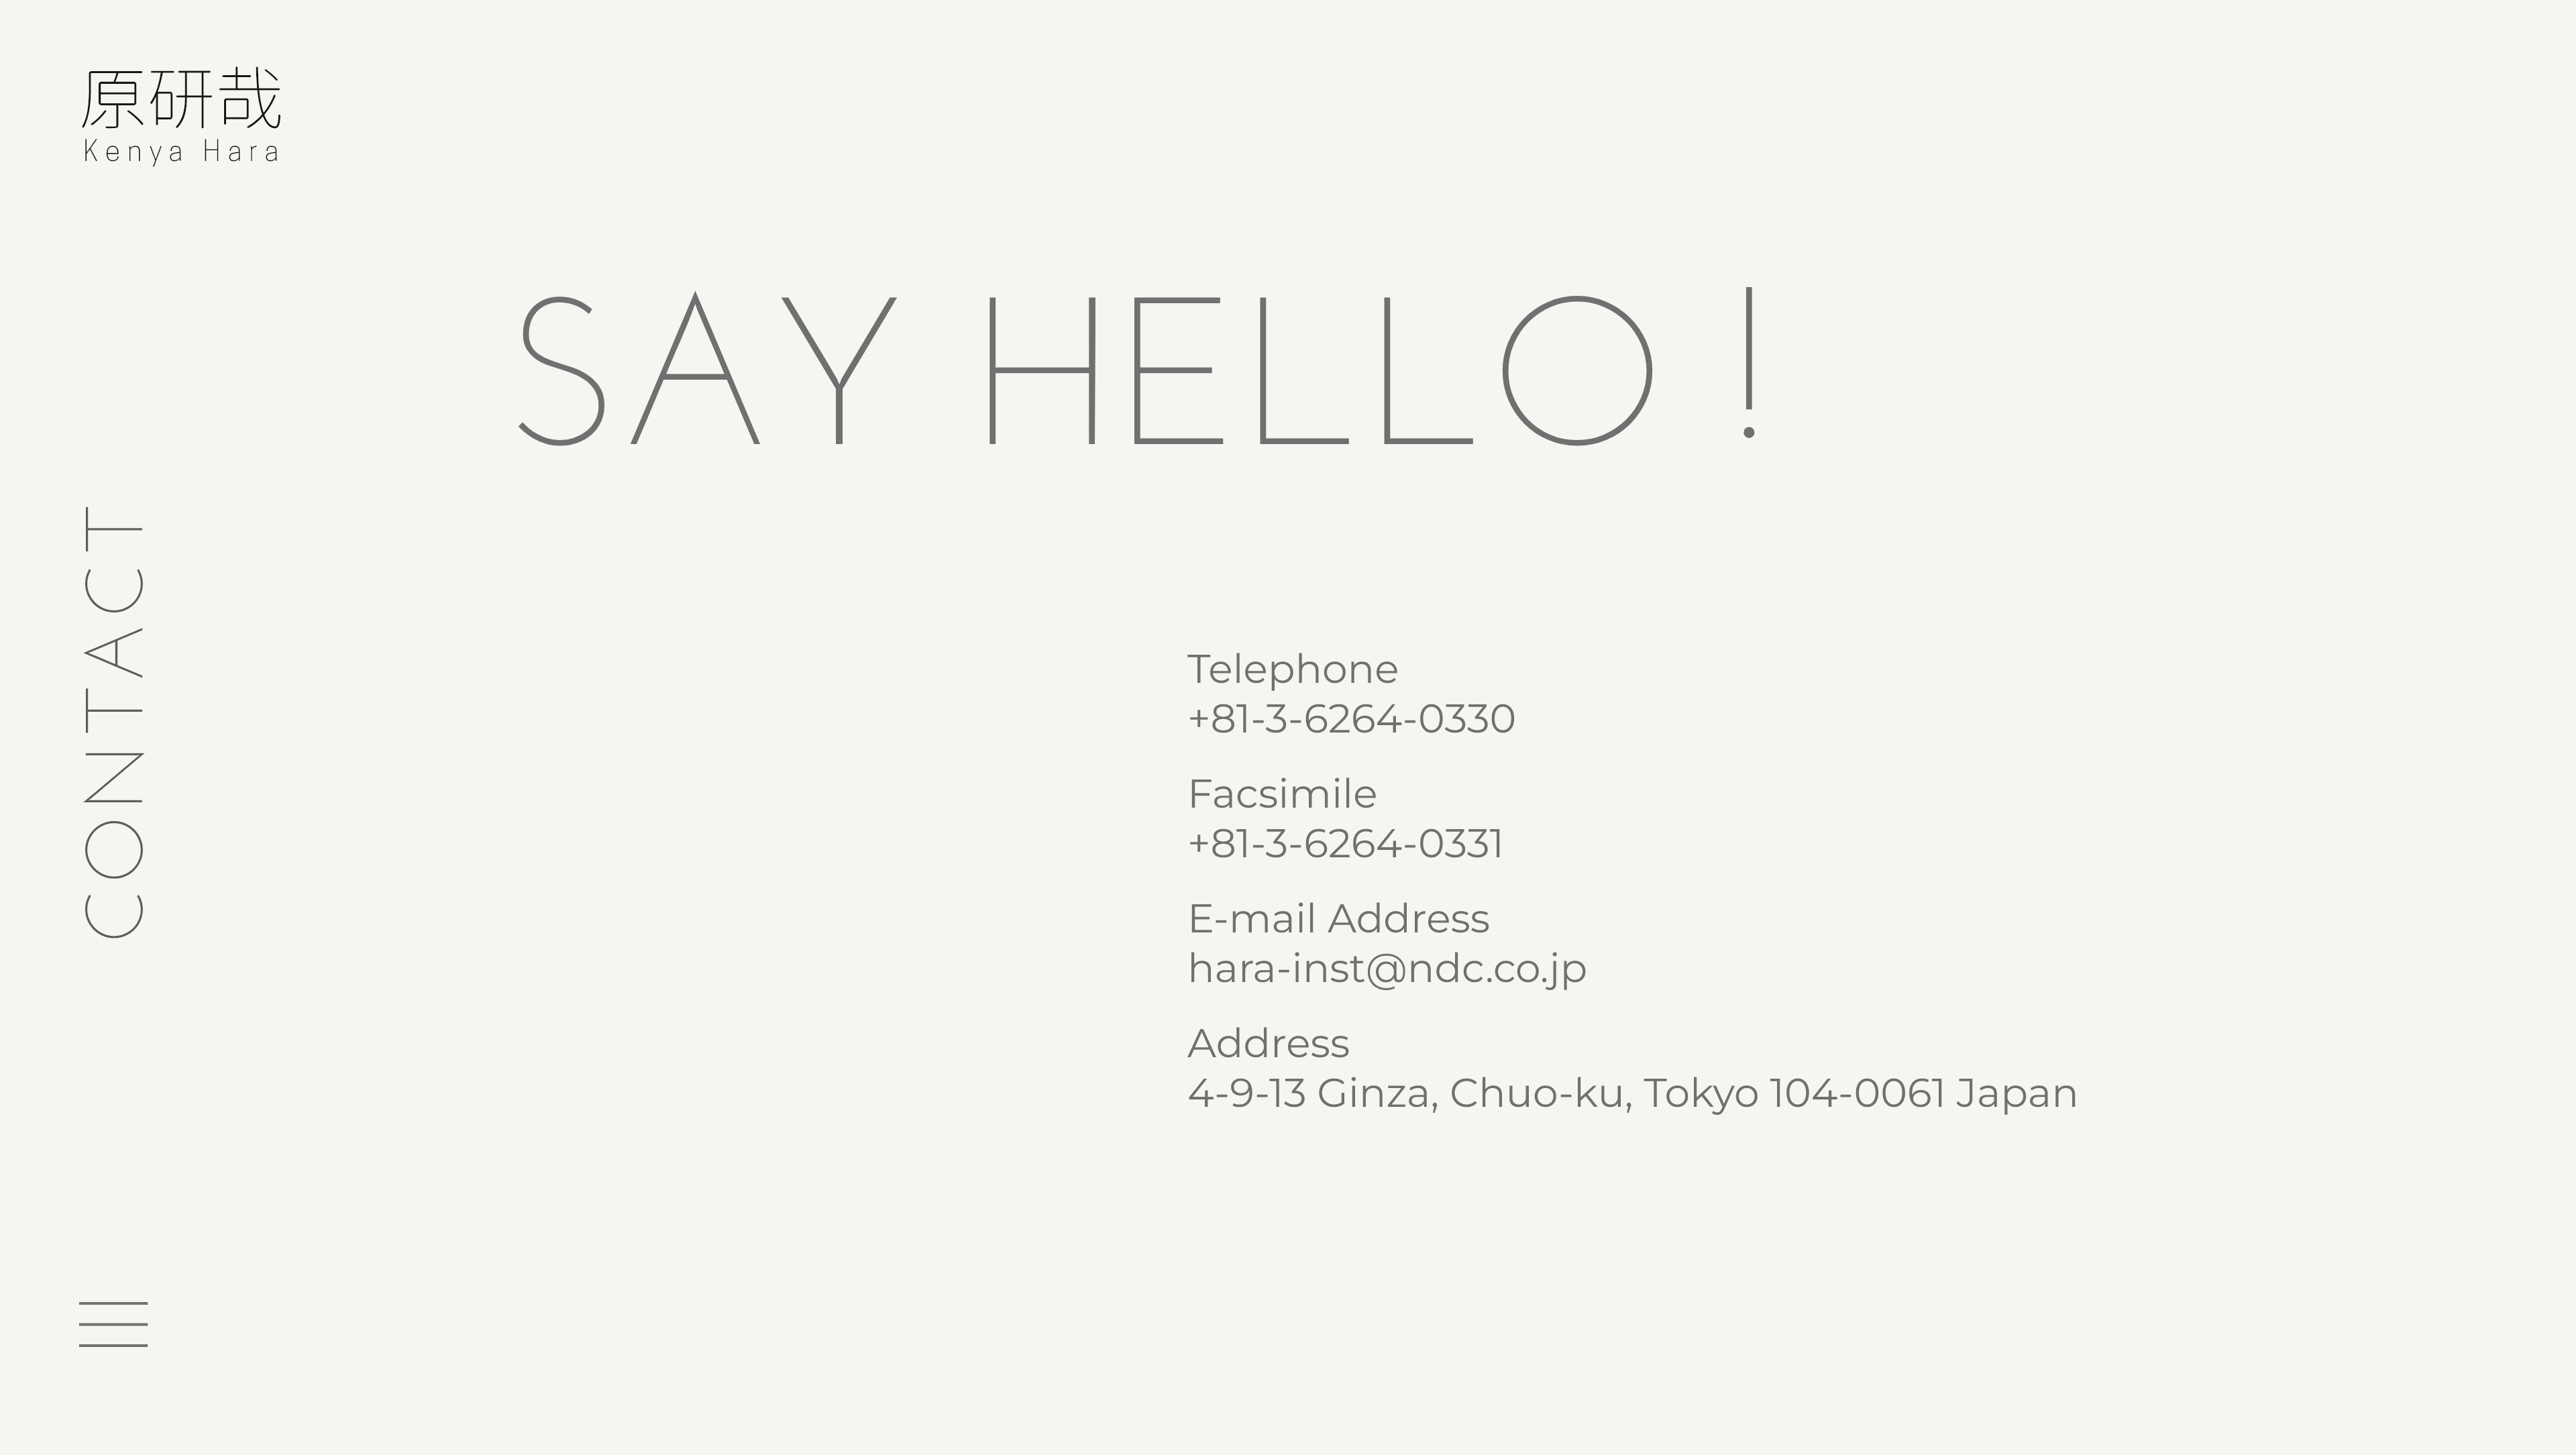 原研哉
Kenya Hara
SAY HELLO !
CONTACT
Telephone
+81-3-6264-0330
Facsimile
+81-3-6264-0331
E-mail Address
hara-inst@ndc.co.jp
Address
4-9-13 Ginza, Chuo-ku, Tokyo 104-0061 Japan